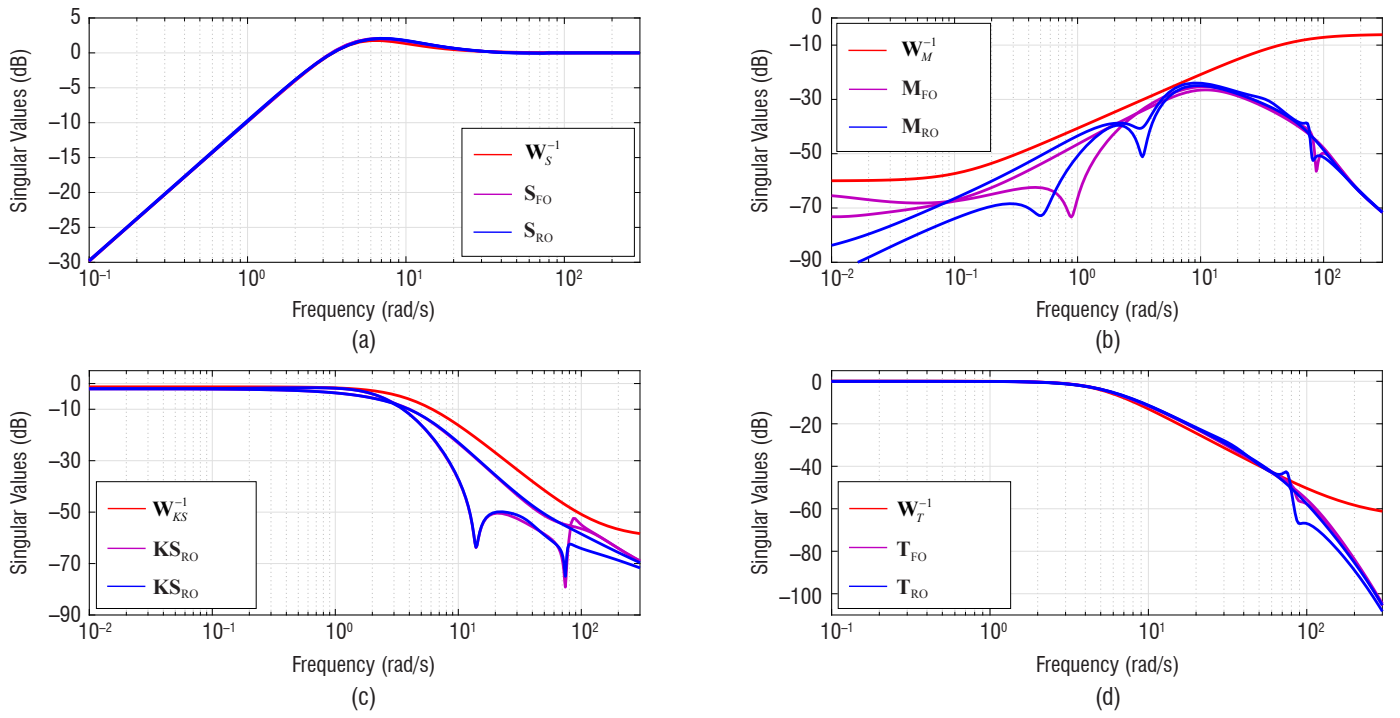 Singular Values (dB)
5
0
–5
–10
–15
–20
–25
–30
W_S^{-1}
S_FO
S_RO
10^{–1}
10^0
10^1
10^2
Frequency (rad/s)
(a)
Singular Values (dB)
0
–10
–30
–50
–70
–90
W_M^{-1}
M_FO
M_RO
10^{–2}
10^{–1}
10^0
10^1
10^2
Frequency (rad/s)
(b)
Singular Values (dB)
0
–10
–30
–50
–70
–90
W_{KS}^{-1}
KS_RO
KS_RO
10^{–2}
10^{–1}
10^0
10^1
10^2
Frequency (rad/s)
(c)
Singular Values (dB)
0
–20
–40
–60
–80
–100
W_T^{-1}
T_FO
T_RO
10^{–1}
10^0
10^1
10^2
Frequency (rad/s)
(d)